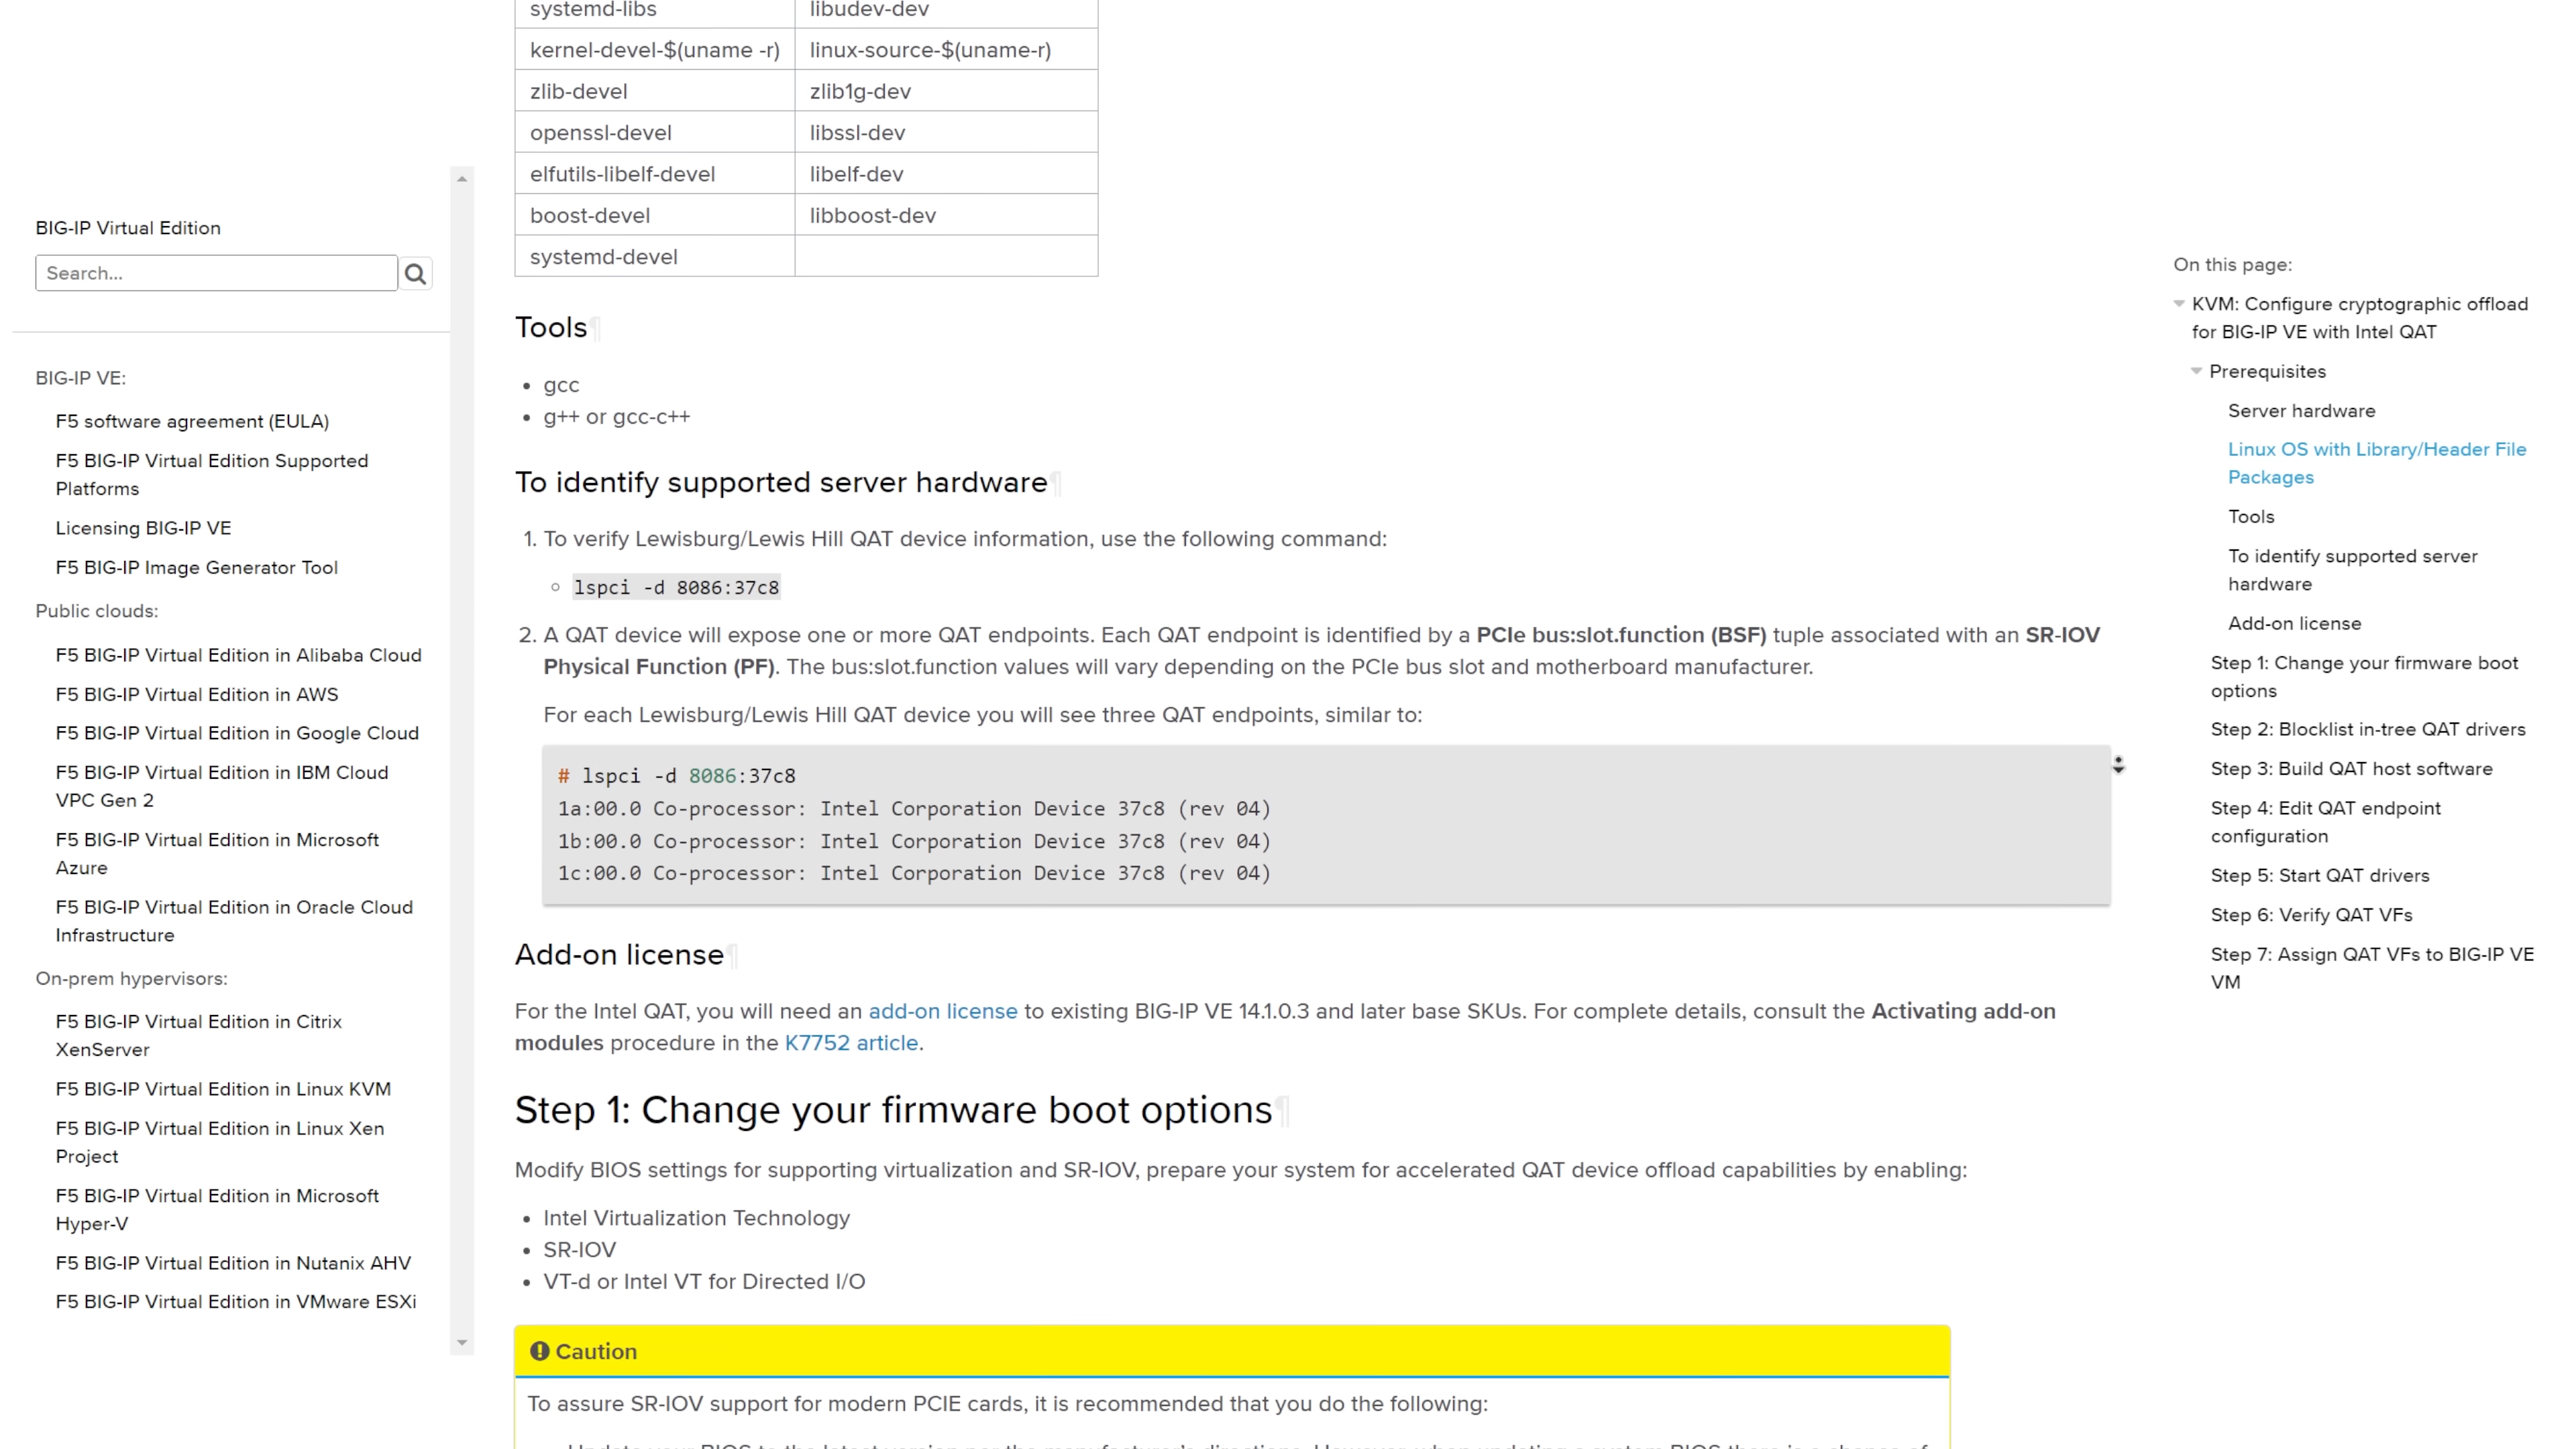 BIG-IP Virtual Edition
Search...
BIG-IP VE:
F5 software agreement (EULA)
F5 BIG-IP Virtual Edition Supported
Platforms
Licensing BIG-IP VE
F5 BIG-IP Image Generator Tool
Public clouds:
F5 BIG-IP Virtual Edition in Alibaba Cloud
F5 BIG-IP Virtual Edition in AWS
F5 BIG-IP Virtual Edition in Google Cloud
F5 BIG-IP Virtual Edition in IBM Cloud
VPC Gen 2
F5 BIG-IP Virtual Edition in Microsoft
Azure
F5 BIG-IP Virtual Edition in Oracle Cloud
Infrastructure
On-prem hypervisors:
F5 BIG-IP Virtual Edition in Citrix
XenServer
F5 BIG-IP Virtual Edition in Linux KVM
F5 BIG-IP Virtual Edition in Linux Xen
Project
F5 BIG-IP Virtual Edition in Microsoft
Hyper-V
F5 BIG-IP Virtual Edition in Nutanix AHV
F5 BIG-IP Virtual Edition in VMware ESXi
systemd-libs libudev-dev
kernel-devel-$(uname -r) linux-source-$(uname-r)
zlib-devel zlib1g-dev
openssl-devel libssl-dev
elfutils-libelf-devel libelf-dev
boost-devel libboost-dev
systemd-devel
Tools¶
• gcc
• g++ or gcc-c++
To identify supported server hardware¶
1. To verify Lewisburg/Lewis Hill QAT device information, use the following command:
lspci -d 8086:37c8
2. A QAT device will expose one or more QAT endpoints. Each QAT endpoint is identified by a PCIe bus:slot.function (BSF) tuple associated with an SR-IOV
Physical Function (PF). The bus:slot.function values will vary depending on the PCIe bus slot and motherboard manufacturer.
For each Lewisburg/Lewis Hill QAT device you will see three QAT endpoints, similar to:
# lspci -d 8086:37c8
1a:00.0 Co-processor: Intel Corporation Device 37c8 (rev 04)
1b:00.0 Co-processor: Intel Corporation Device 37c8 (rev 04)
1c:00.0 Co-processor: Intel Corporation Device 37c8 (rev 04)
Add-on license¶
For the Intel QAT, you will need an add-on license to existing BIG-IP VE 14.1.0.3 and later base SKUs. For complete details, consult the Activating add-on
modules procedure in the K7752 article.
Step 1: Change your firmware boot options¶
Modify BIOS settings for supporting virtualization and SR-IOV, prepare your system for accelerated QAT device offload capabilities by enabling:
• Intel Virtualization Technology
• SR-IOV
• VT-d or Intel VT for Directed I/O
Caution
To assure SR-IOV support for modern PCIE cards, it is recommended that you do the following:
Update your BIOS to the latest version per the manufacturer's directions. However, when updating a system BIOS there is a chance of
On this page:
KVM: Configure cryptographic offload
for BIG-IP VE with Intel QAT
Prerequisites
Server hardware
Linux OS with Library/Header File
Packages
Tools
To identify supported server
hardware
Add-on license
Step 1: Change your firmware boot
options
Step 2: Blocklist in-tree QAT drivers
Step 3: Build QAT host software
Step 4: Edit QAT endpoint
configuration
Step 5: Start QAT drivers
Step 6: Verify QAT VFs
Step 7: Assign QAT VFs to BIG-IP VE
VM